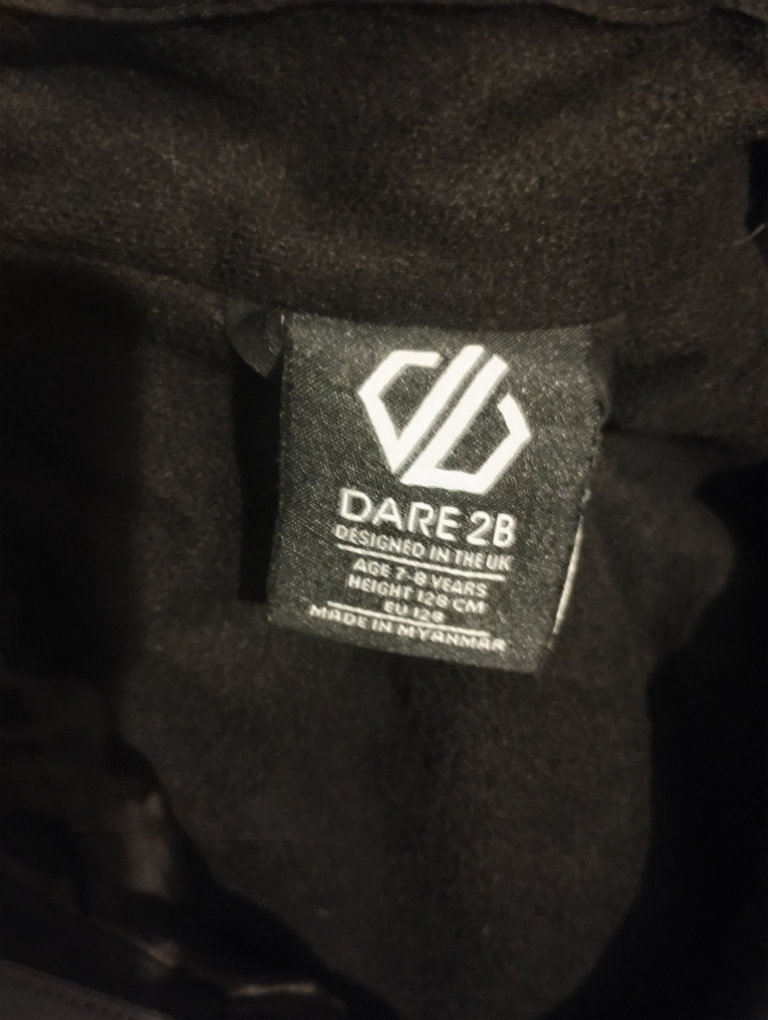 DARE 2B
DESIGNED IN THE UK
AGE 7-8 YEARS
HEIGHT 128 CM
EU 128
MADE IN MYANMAR